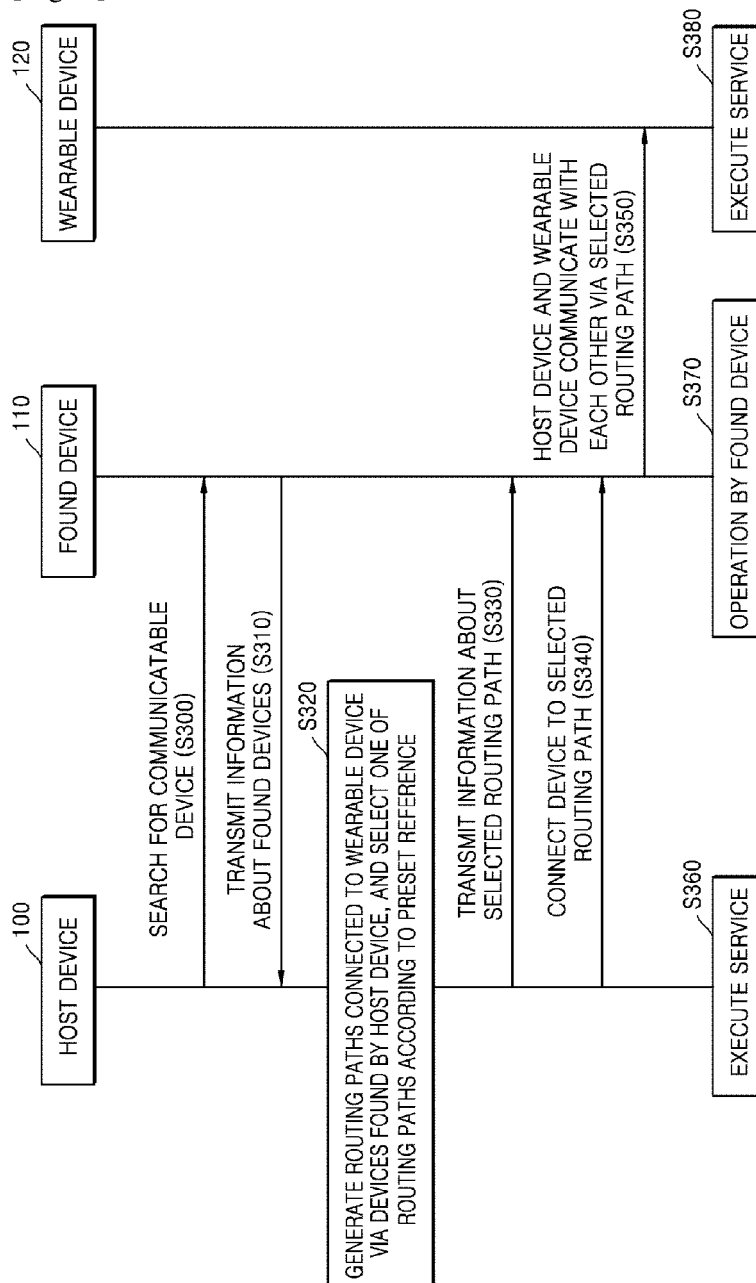 100
HOST DEVICE
110
FOUND DEVICE
120
WEARABLE DEVICE
SEARCH FOR COMMUNICATABLE
DEVICE (S300)
TRANSMIT INFORMATION
ABOUT FOUND DEVICES (S310)
S320
GENERATE ROUTING PATHS CONNECTED TO WEARABLE DEVICE
VIA DEVICES FOUND BY HOST DEVICE, AND SELECT ONE OF
ROUTING PATHS ACCORDING TO PRESET REFERENCE
TRANSMIT INFORMATION ABOUT
SELECTED ROUTING PATH (S330)
CONNECT DEVICE TO SELECTED
ROUTING PATH (S340)
HOST DEVICE AND WEARABLE
DEVICE COMMUNICATE WITH
EACH OTHER VIA SELECTED
ROUTING PATH (S350)
S360
EXECUTE SERVICE
S370
OPERATION BY FOUND DEVICE
S380
EXECUTE SERVICE